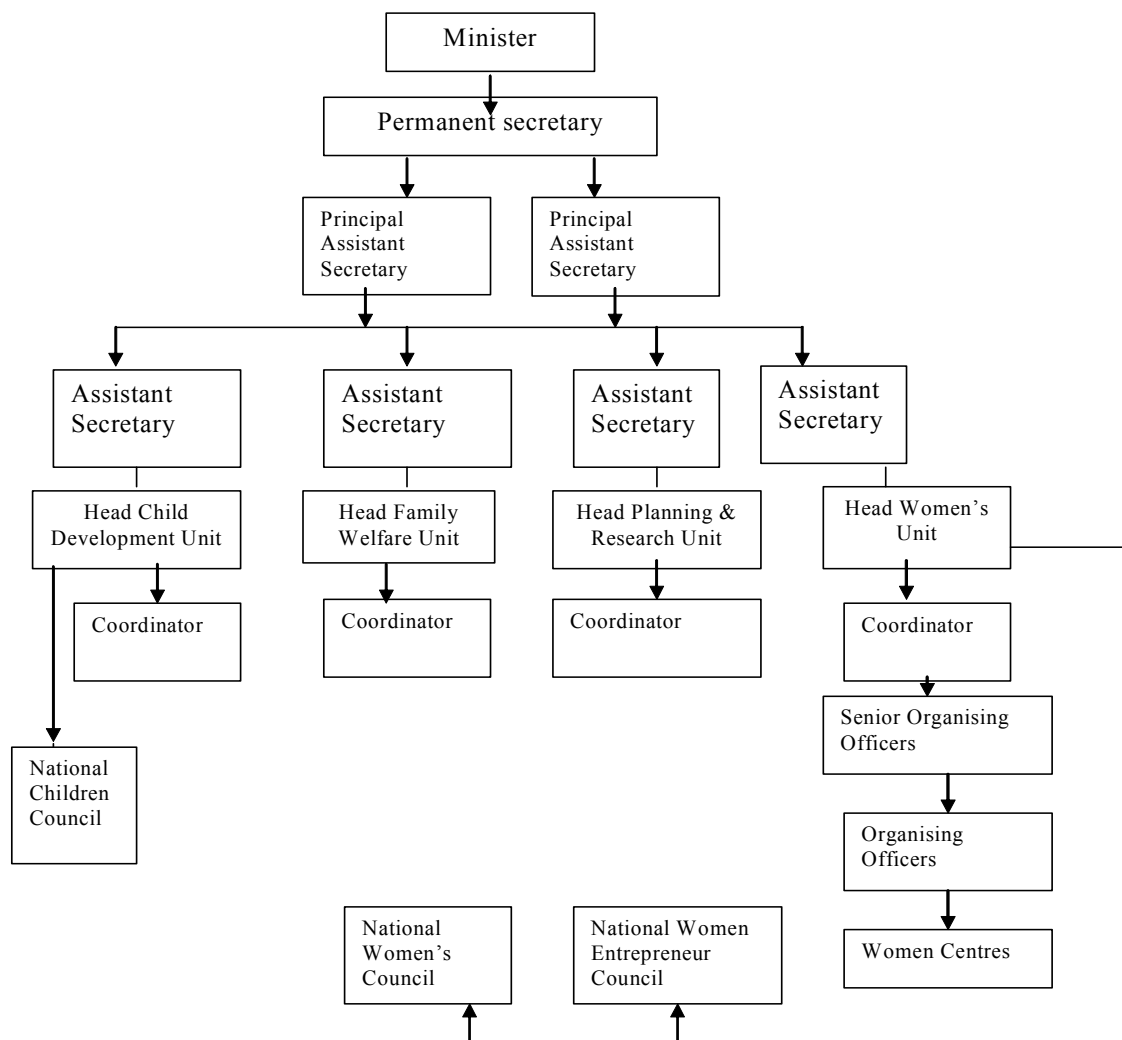 Minister
Permanent secretary
Principal
Assistant
Secretary
Principal
Assistant
Secretary
Assistant
Secretary
Assistant
Secretary
Assistant
Secretary
Assistant
Secretary
Head Child
Development Unit
Head Family
Welfare Unit
Head Planning &
Research Unit
Head Women’s
Unit
Coordinator
Coordinator
Coordinator
Coordinator
Senior Organising
Officers
National
Children
Council
Organising
Officers
National
Women’s
Council
National Women
Entrepreneur
Council
Women Centres